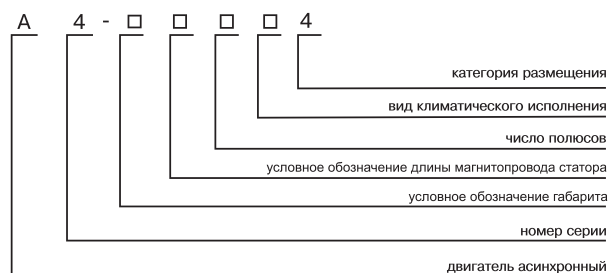 А 4 - □ □ □ □ 4
категория размещения
вид климатического исполнения
число полюсов
условное обозначение длины магнитопровода статора
условное обозначение габарита
номер серии
двигатель асинхронный